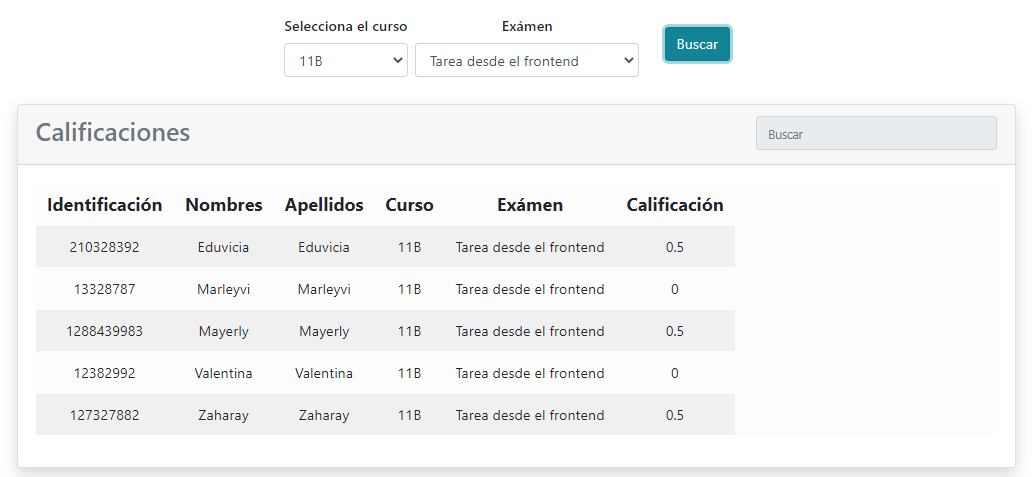 Selecciona el curso Exámen
11B Tarea desde el frontend Buscar
Calificaciones Buscar
Identificación Nombres Apellidos Curso Exámen Calificación
210328392 Eduvicia Eduvicia 11B Tarea desde el frontend 0.5
13328787 Marleyvi Marleyvi 11B Tarea desde el frontend 0
1288439983 Mayerly Mayerly 11B Tarea desde el frontend 0.5
12382992 Valentina Valentina 11B Tarea desde el frontend 0
127327882 Zaharay Zaharay 11B Tarea desde el frontend 0.5